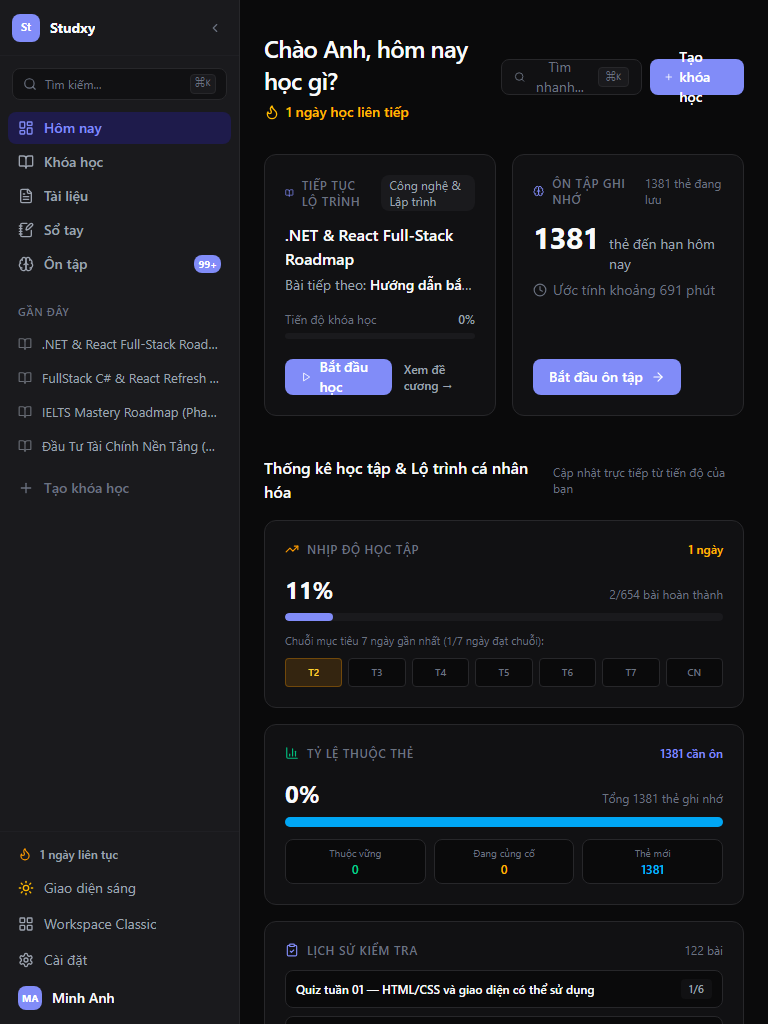 St Studxy
Tìm kiếm... ⌘K
Hôm nay
Khóa học
Tài liệu
Sổ tay
Ôn tập 99+
GẦN ĐÂY
.NET & React Full-Stack Road...
FullStack C# & React Refresh ...
IELTS Mastery Roadmap (Pha...
Đầu Tư Tài Chính Nền Tảng (...
Tạo khóa học
1 ngày liên tục
Giao diện sáng
Workspace Classic
Cài đặt
MA Minh Anh
Chào Anh, hôm nay
học gì?
1 ngày học liên tiếp
Tìm
nhanh...
⌘K
Tạo
khóa
học
TIẾP TỤC
LỘ TRÌNH
Công nghệ &
Lập trình
.NET & React Full-Stack
Roadmap
Bài tiếp theo: Hướng dẫn bắ...
Tiến độ khóa học 0%
Bắt đầu
học
Xem đề
cương →
ÔN TẬP GHI
NHỚ
1381 thẻ đang
lưu
1381 thẻ đến hạn hôm
nay
Ước tính khoảng 691 phút
Bắt đầu ôn tập →
Thống kê học tập & Lộ trình cá nhân
hóa
Cập nhật trực tiếp từ tiến độ của
bạn
NHỊP ĐỘ HỌC TẬP 1 ngày
11% 2/654 bài hoàn thành
Chuỗi mục tiêu 7 ngày gần nhất (1/7 ngày đạt chuỗi):
T2 T3 T4 T5 T6 T7 CN
TỶ LỆ THUỘC THẺ 1381 cần ôn
0% Tổng 1381 thẻ ghi nhớ
Thuộc vững Đang củng cố Thẻ mới
0 0 1381
LỊCH SỬ KIỂM TRA 122 bài
Quiz tuần 01 — HTML/CSS và giao diện có thể sử dụng 1/6